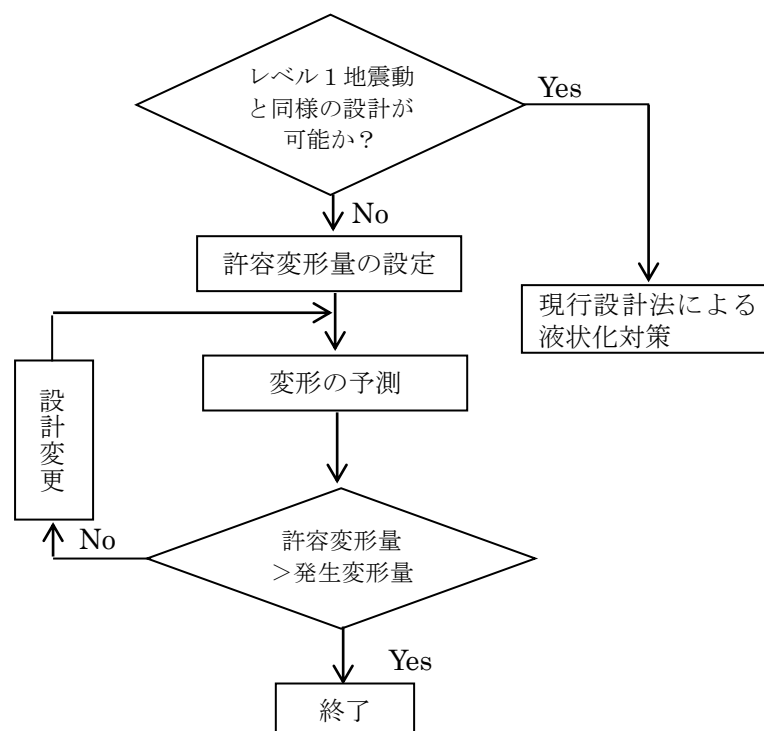 レベル１地震動
と同様の設計が
可能か？
Yes
No
許容変形量の設定
現行設計法による
液状化対策
変形の予測
設計変更
許容変形量
＞発生変形量
No
Yes
終了